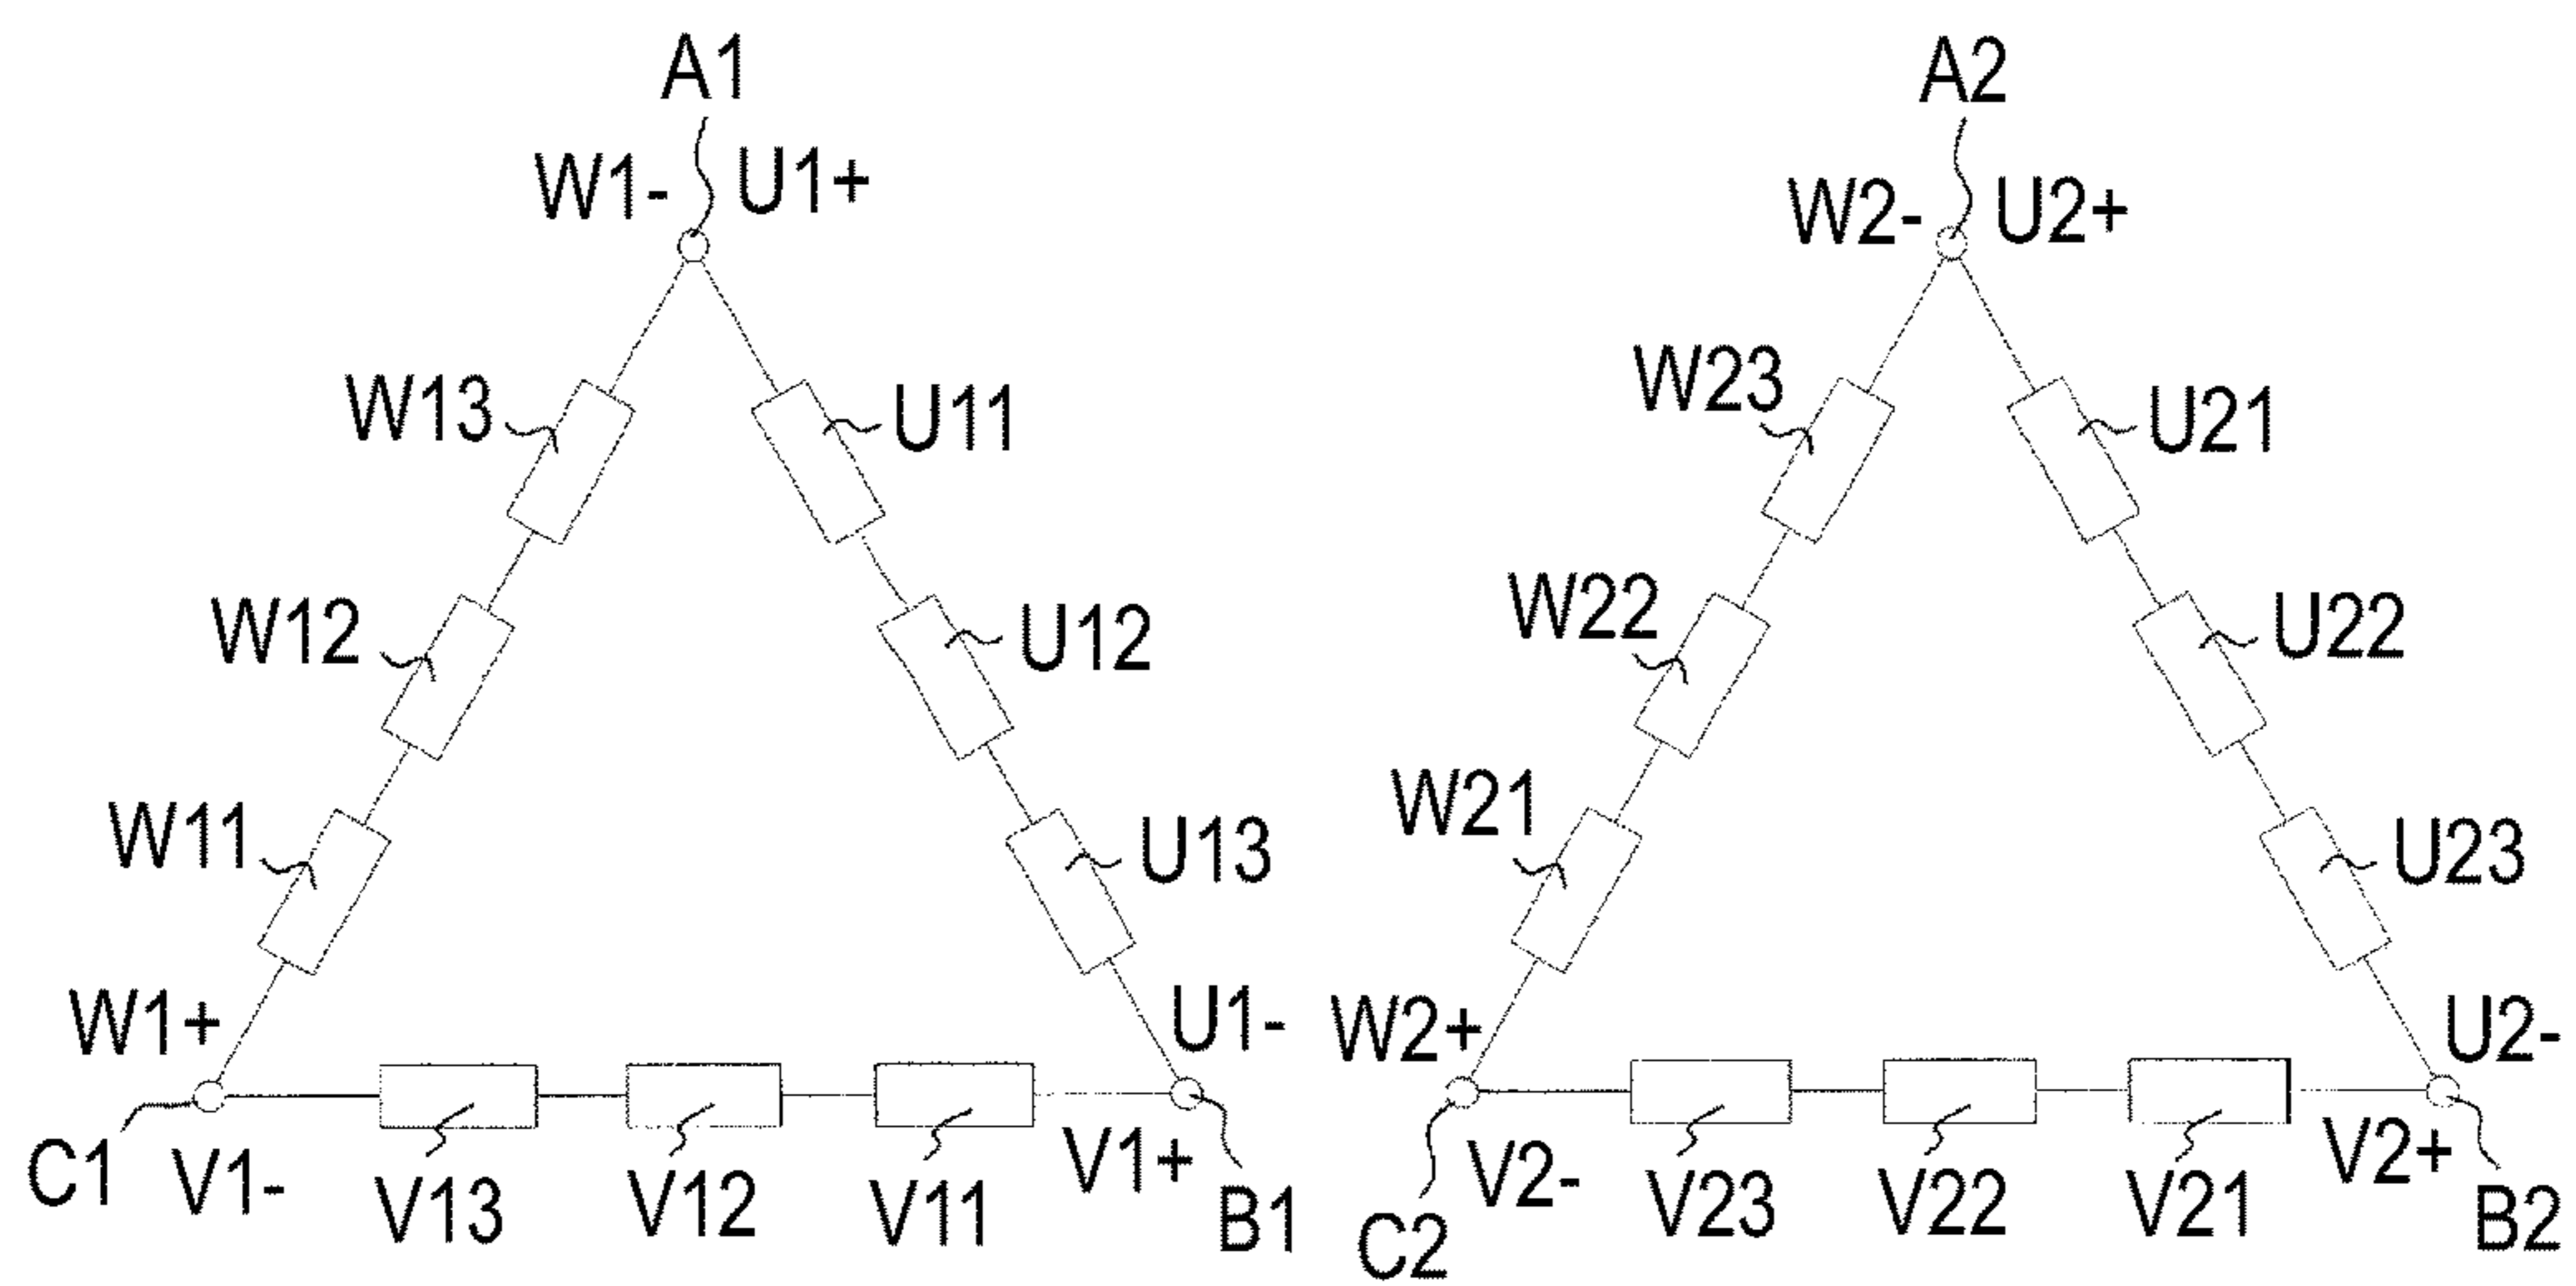 A1 A2
W1- U1+ W2- U2+
W13 U11 W23 U21
W12 U12 W22 U22
W11 U13 W21 U23
W1+ U1- W2+ U2-
C1 V1- V13 V12 V11 V1+ B1 C2 V2- V23 V22 V21 V2+ B2